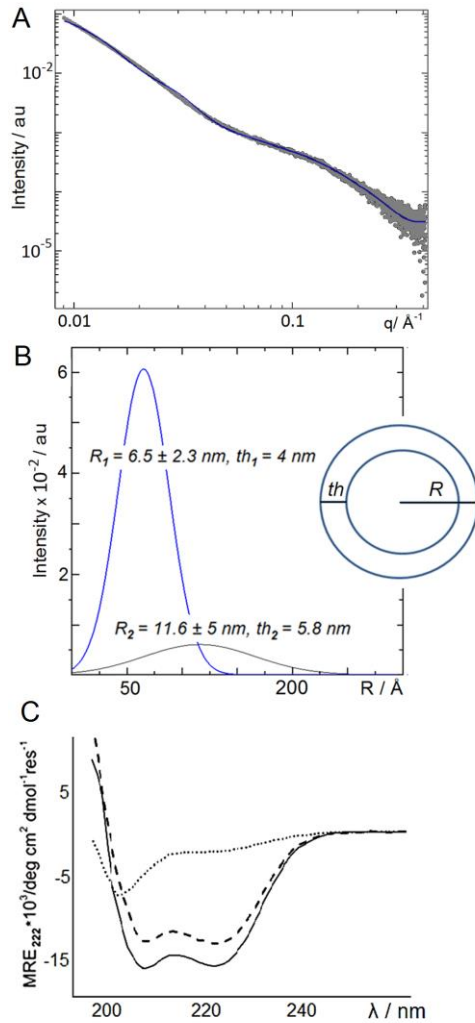 A
Intensity / au
10-2
10-5
0.01
0.1
q/ Å-1
B
Intensity x 10-2 / au
6
4
2
R1 = 6.5 ± 2.3 nm, th1 = 4 nm
R2 = 11.6 ± 5 nm, th2 = 5.8 nm
th
R
50
200
R / Å
C
MRE222*103/deg cm2 dmol-1res-1
5
-5
-15
200
220
240
λ / nm